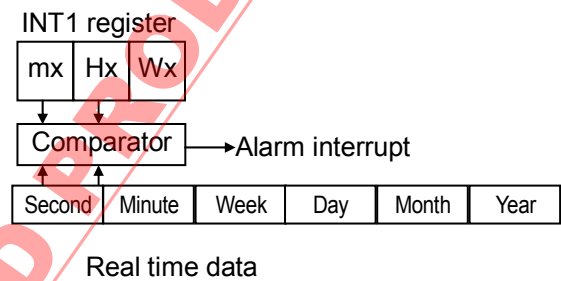 INT1 register
mx Hx Wx
Comparator
Alarm interrupt
Second Minute Week Day Month Year
Real time data